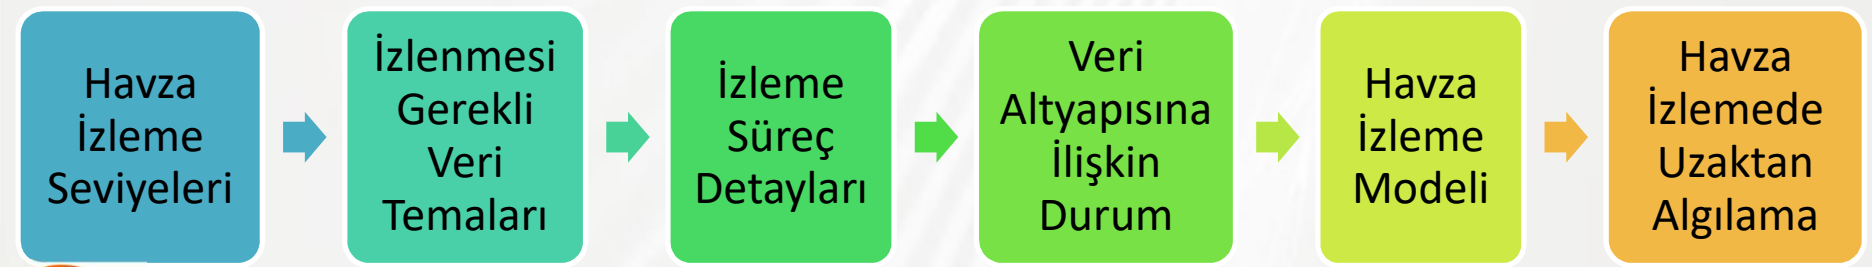 Havza
İzleme
Seviyeleri
İzlenmesi
Gerekli
Veri
Temaları
İzleme
Süreç
Detayları
Veri
Altyapısına
İlişkin
Durum
Havza
İzleme
Modeli
Havza
İzlemede
Uzaktan
Algılama